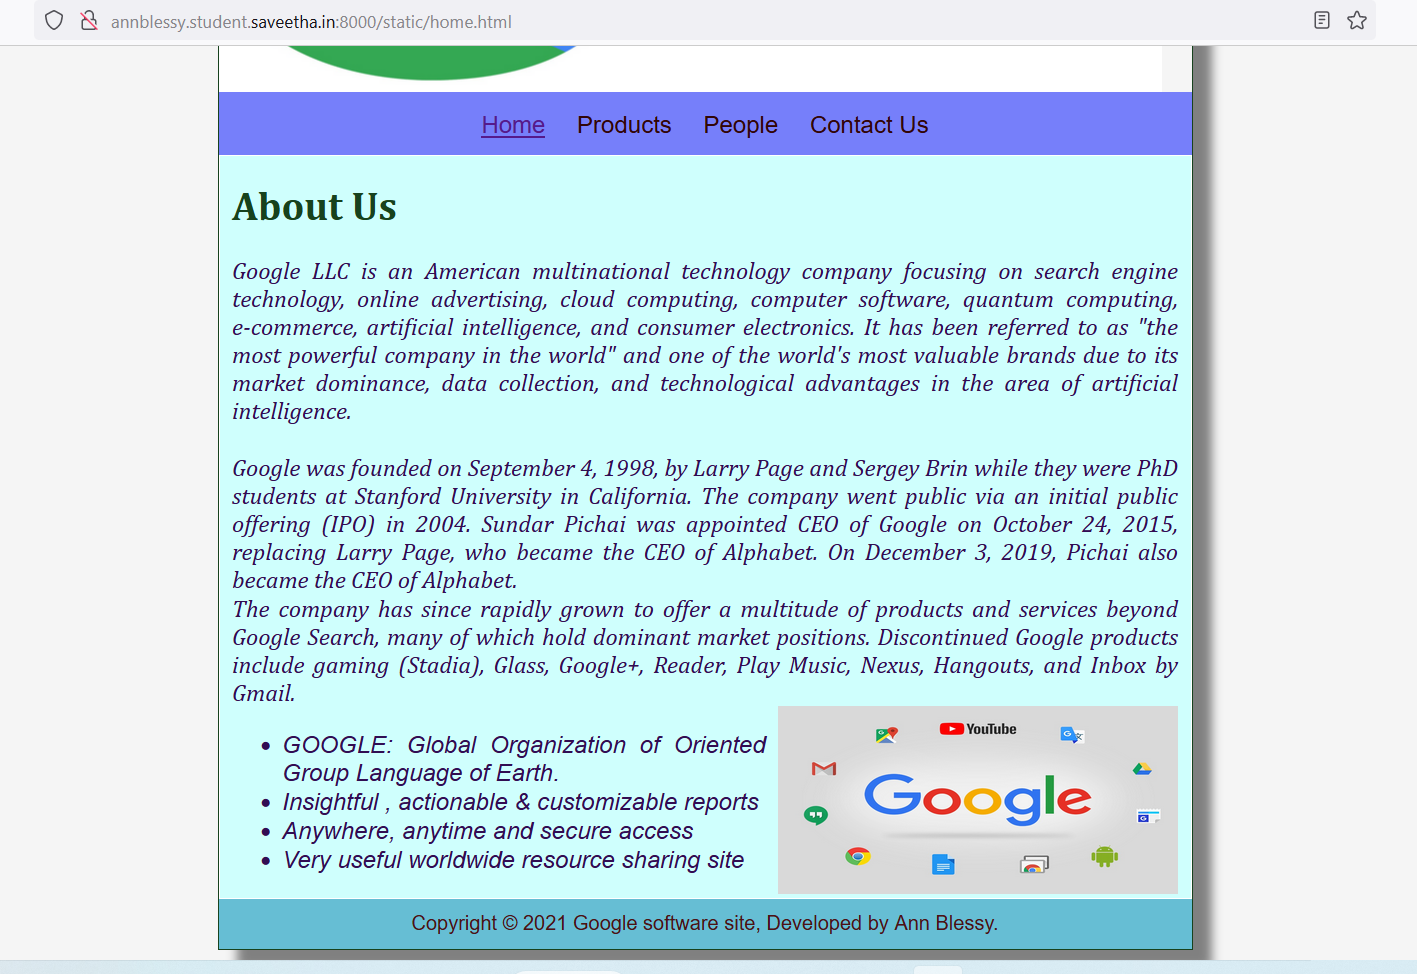 annblessy.student.saveetha.in:8000/static/home.html
Home Products People Contact Us
About Us
Google LLC is an American multinational technology company focusing on search engine
technology, online advertising, cloud computing, computer software, quantum computing,
e-commerce, artificial intelligence, and consumer electronics. It has been referred to as "the
most powerful company in the world" and one of the world's most valuable brands due to its
market dominance, data collection, and technological advantages in the area of artificial
intelligence.
Google was founded on September 4, 1998, by Larry Page and Sergey Brin while they were PhD
students at Stanford University in California. The company went public via an initial public
offering (IPO) in 2004. Sundar Pichai was appointed CEO of Google on October 24, 2015,
replacing Larry Page, who became the CEO of Alphabet. On December 3, 2019, Pichai also
became the CEO of Alphabet.
The company has since rapidly grown to offer a multitude of products and services beyond
Google Search, many of which hold dominant market positions. Discontinued Google products
include gaming (Stadia), Glass, Google+, Reader, Play Music, Nexus, Hangouts, and Inbox by
Gmail.
• GOOGLE: Global Organization of Oriented
Group Language of Earth.
• Insightful , actionable & customizable reports
• Anywhere, anytime and secure access
• Very useful worldwide resource sharing site
YouTube
Google
Copyright © 2021 Google software site, Developed by Ann Blessy.